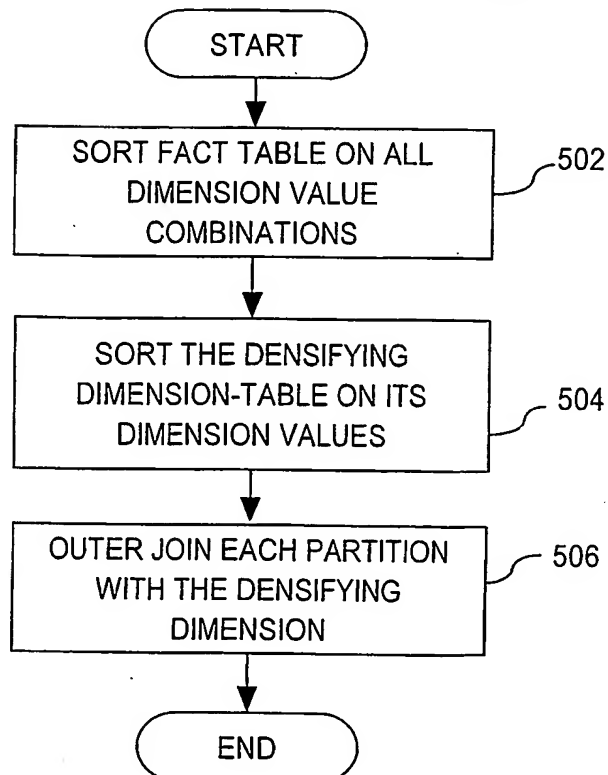 START
SORT FACT TABLE ON ALL
DIMENSION VALUE
COMBINATIONS
502
SORT THE DENSIFYING
DIMENSION-TABLE ON ITS
DIMENSION VALUES
504
OUTER JOIN EACH PARTITION
WITH THE DENSIFYING
DIMENSION
506
END